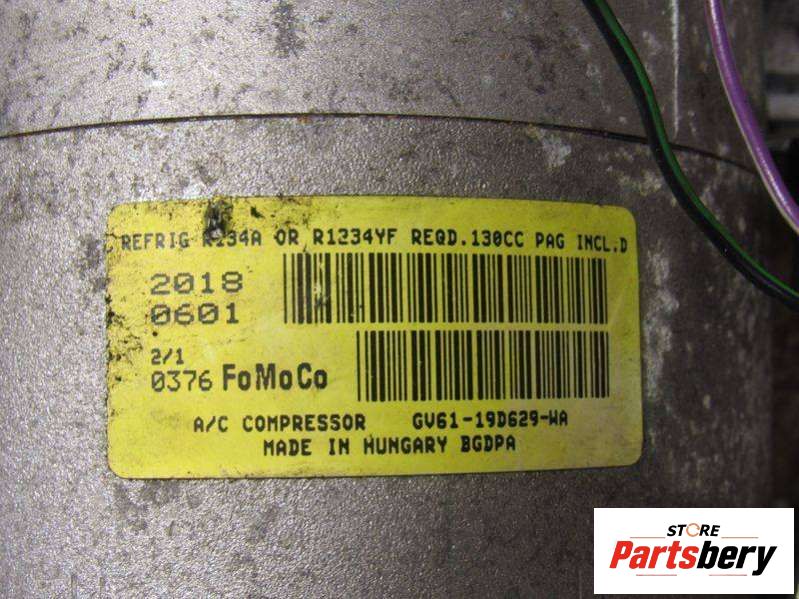 REFRIG R134A OR R1234YF REQD.130CC PAG INCL.D
2018
0601
2/1
0376 FoMoCo
A/C COMPRESSOR GV61-19D629-WA
MADE IN HUNGARY BGDPA
STORE
Partsbery